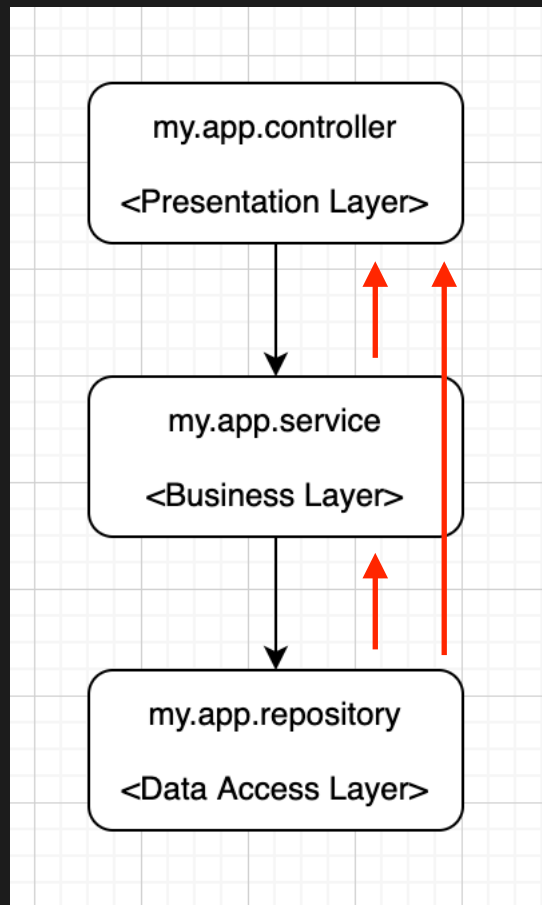 my.app.controller
<Presentation Layer>
my.app.service
<Business Layer>
my.app.repository
<Data Access Layer>